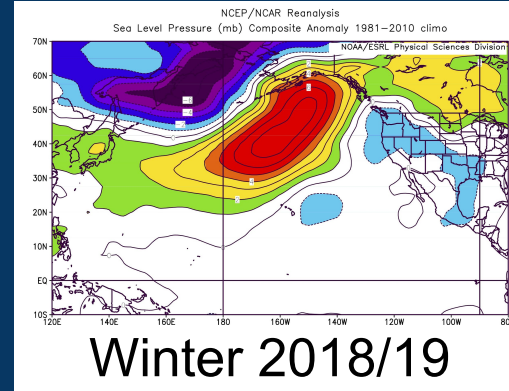 NCEP/NCAR Reanalysis
Sea Level Pressure (mb) Composite Anomaly 1981−2010 climo
NOAA/ESRL Physical Sciences Division
70N
60N
50N
40N
30N
20N
10N
EQ
10S
120E 140E 160E 180 160W 140W 120W 100W 80
Winter 2018/19